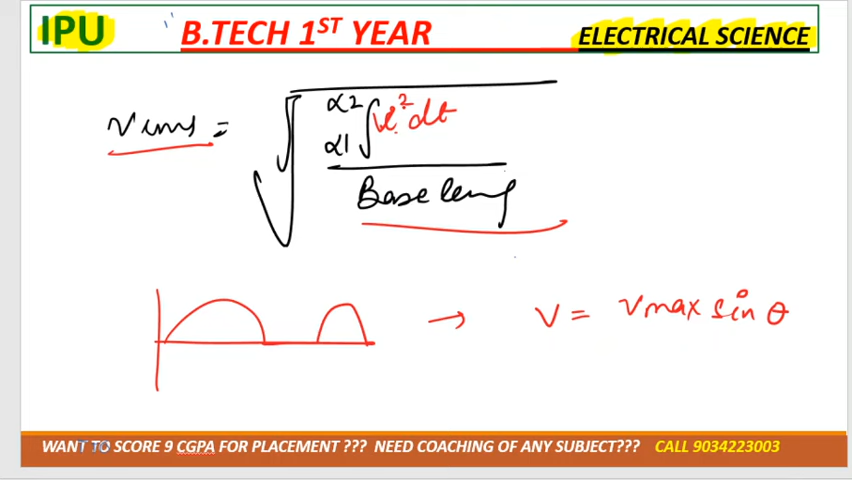 IPU B.TECH 1ST YEAR ELECTRICAL SCIENCE
Vrms = √ α2 ∫ α1 v² dt
Base leng
→ V = Vmax sin θ
WANT TO SCORE 9 CGPA FOR PLACEMENT ??? NEED COACHING OF ANY SUBJECT??? CALL 9034223003